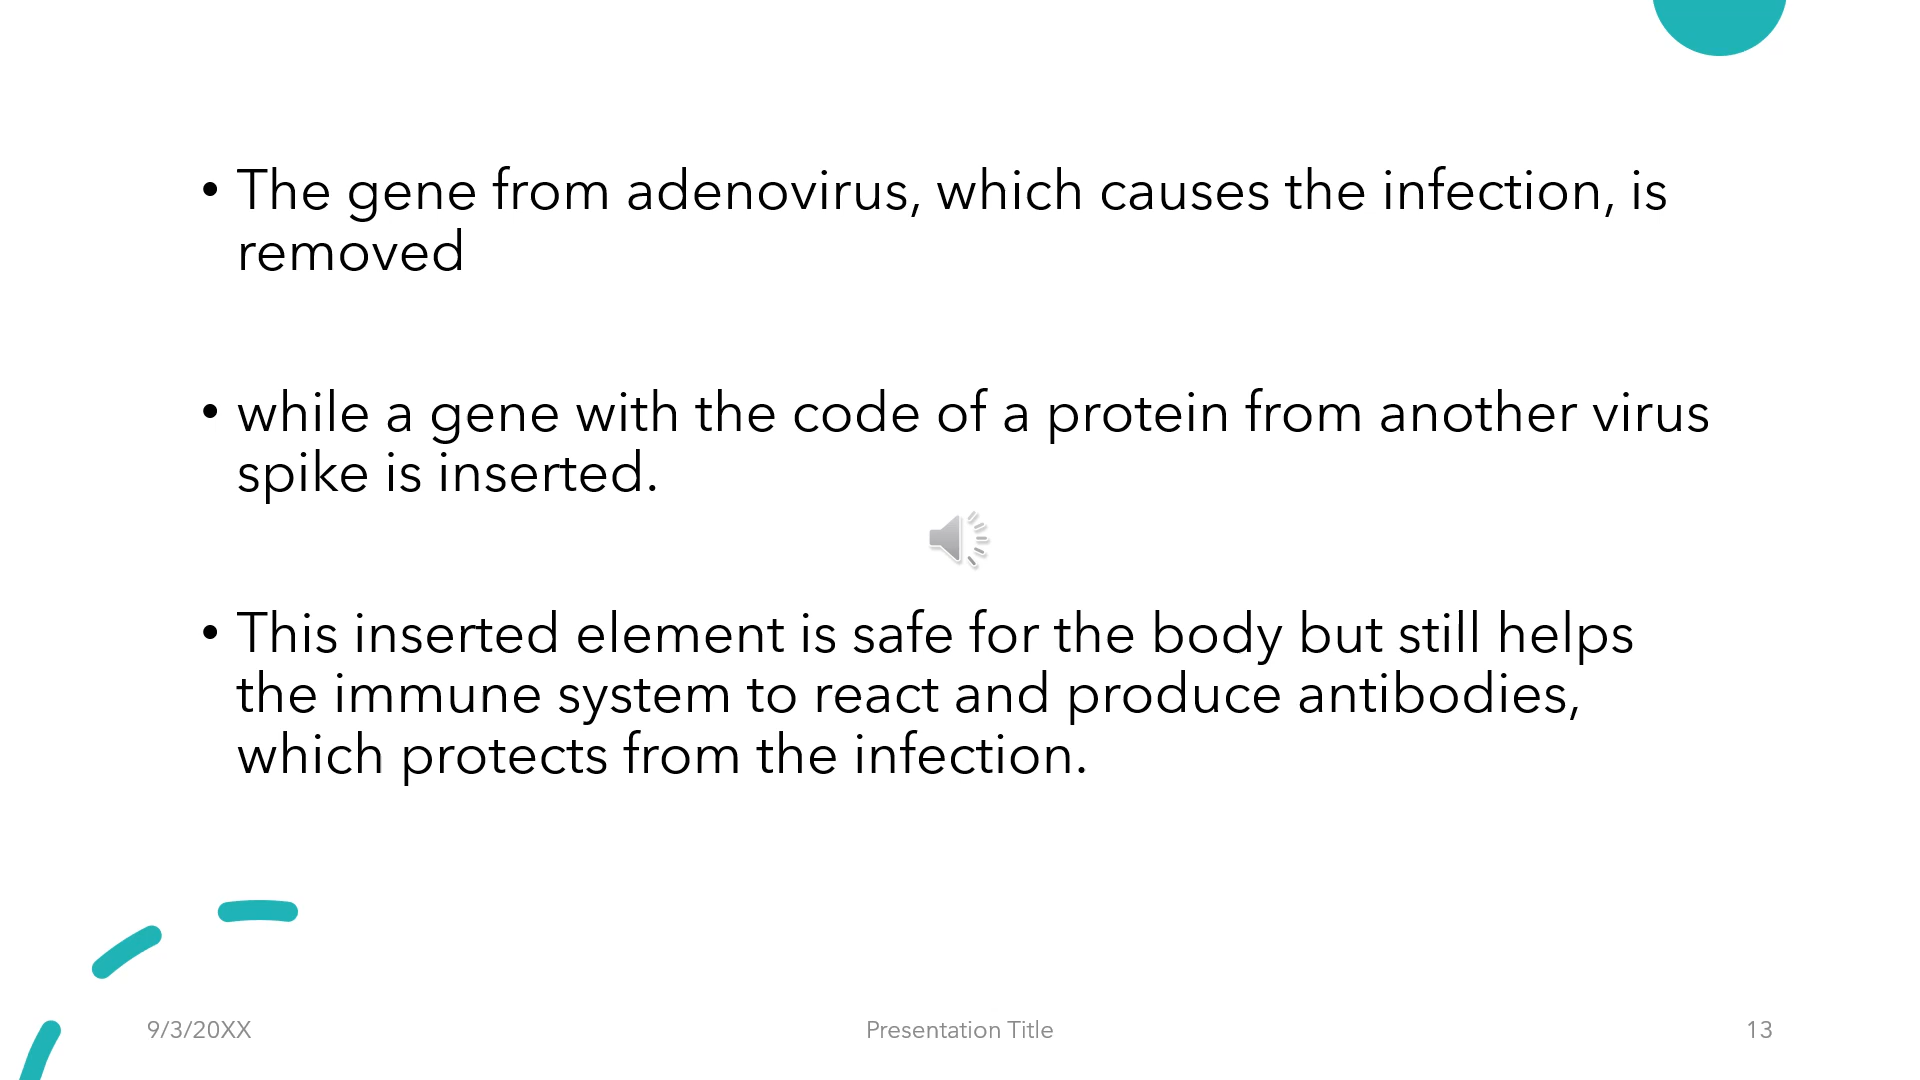 • The gene from adenovirus, which causes the infection, is
removed
• while a gene with the code of a protein from another virus
spike is inserted.
• This inserted element is safe for the body but still helps
the immune system to react and produce antibodies,
which protects from the infection.
9/3/20XX
Presentation Title
13